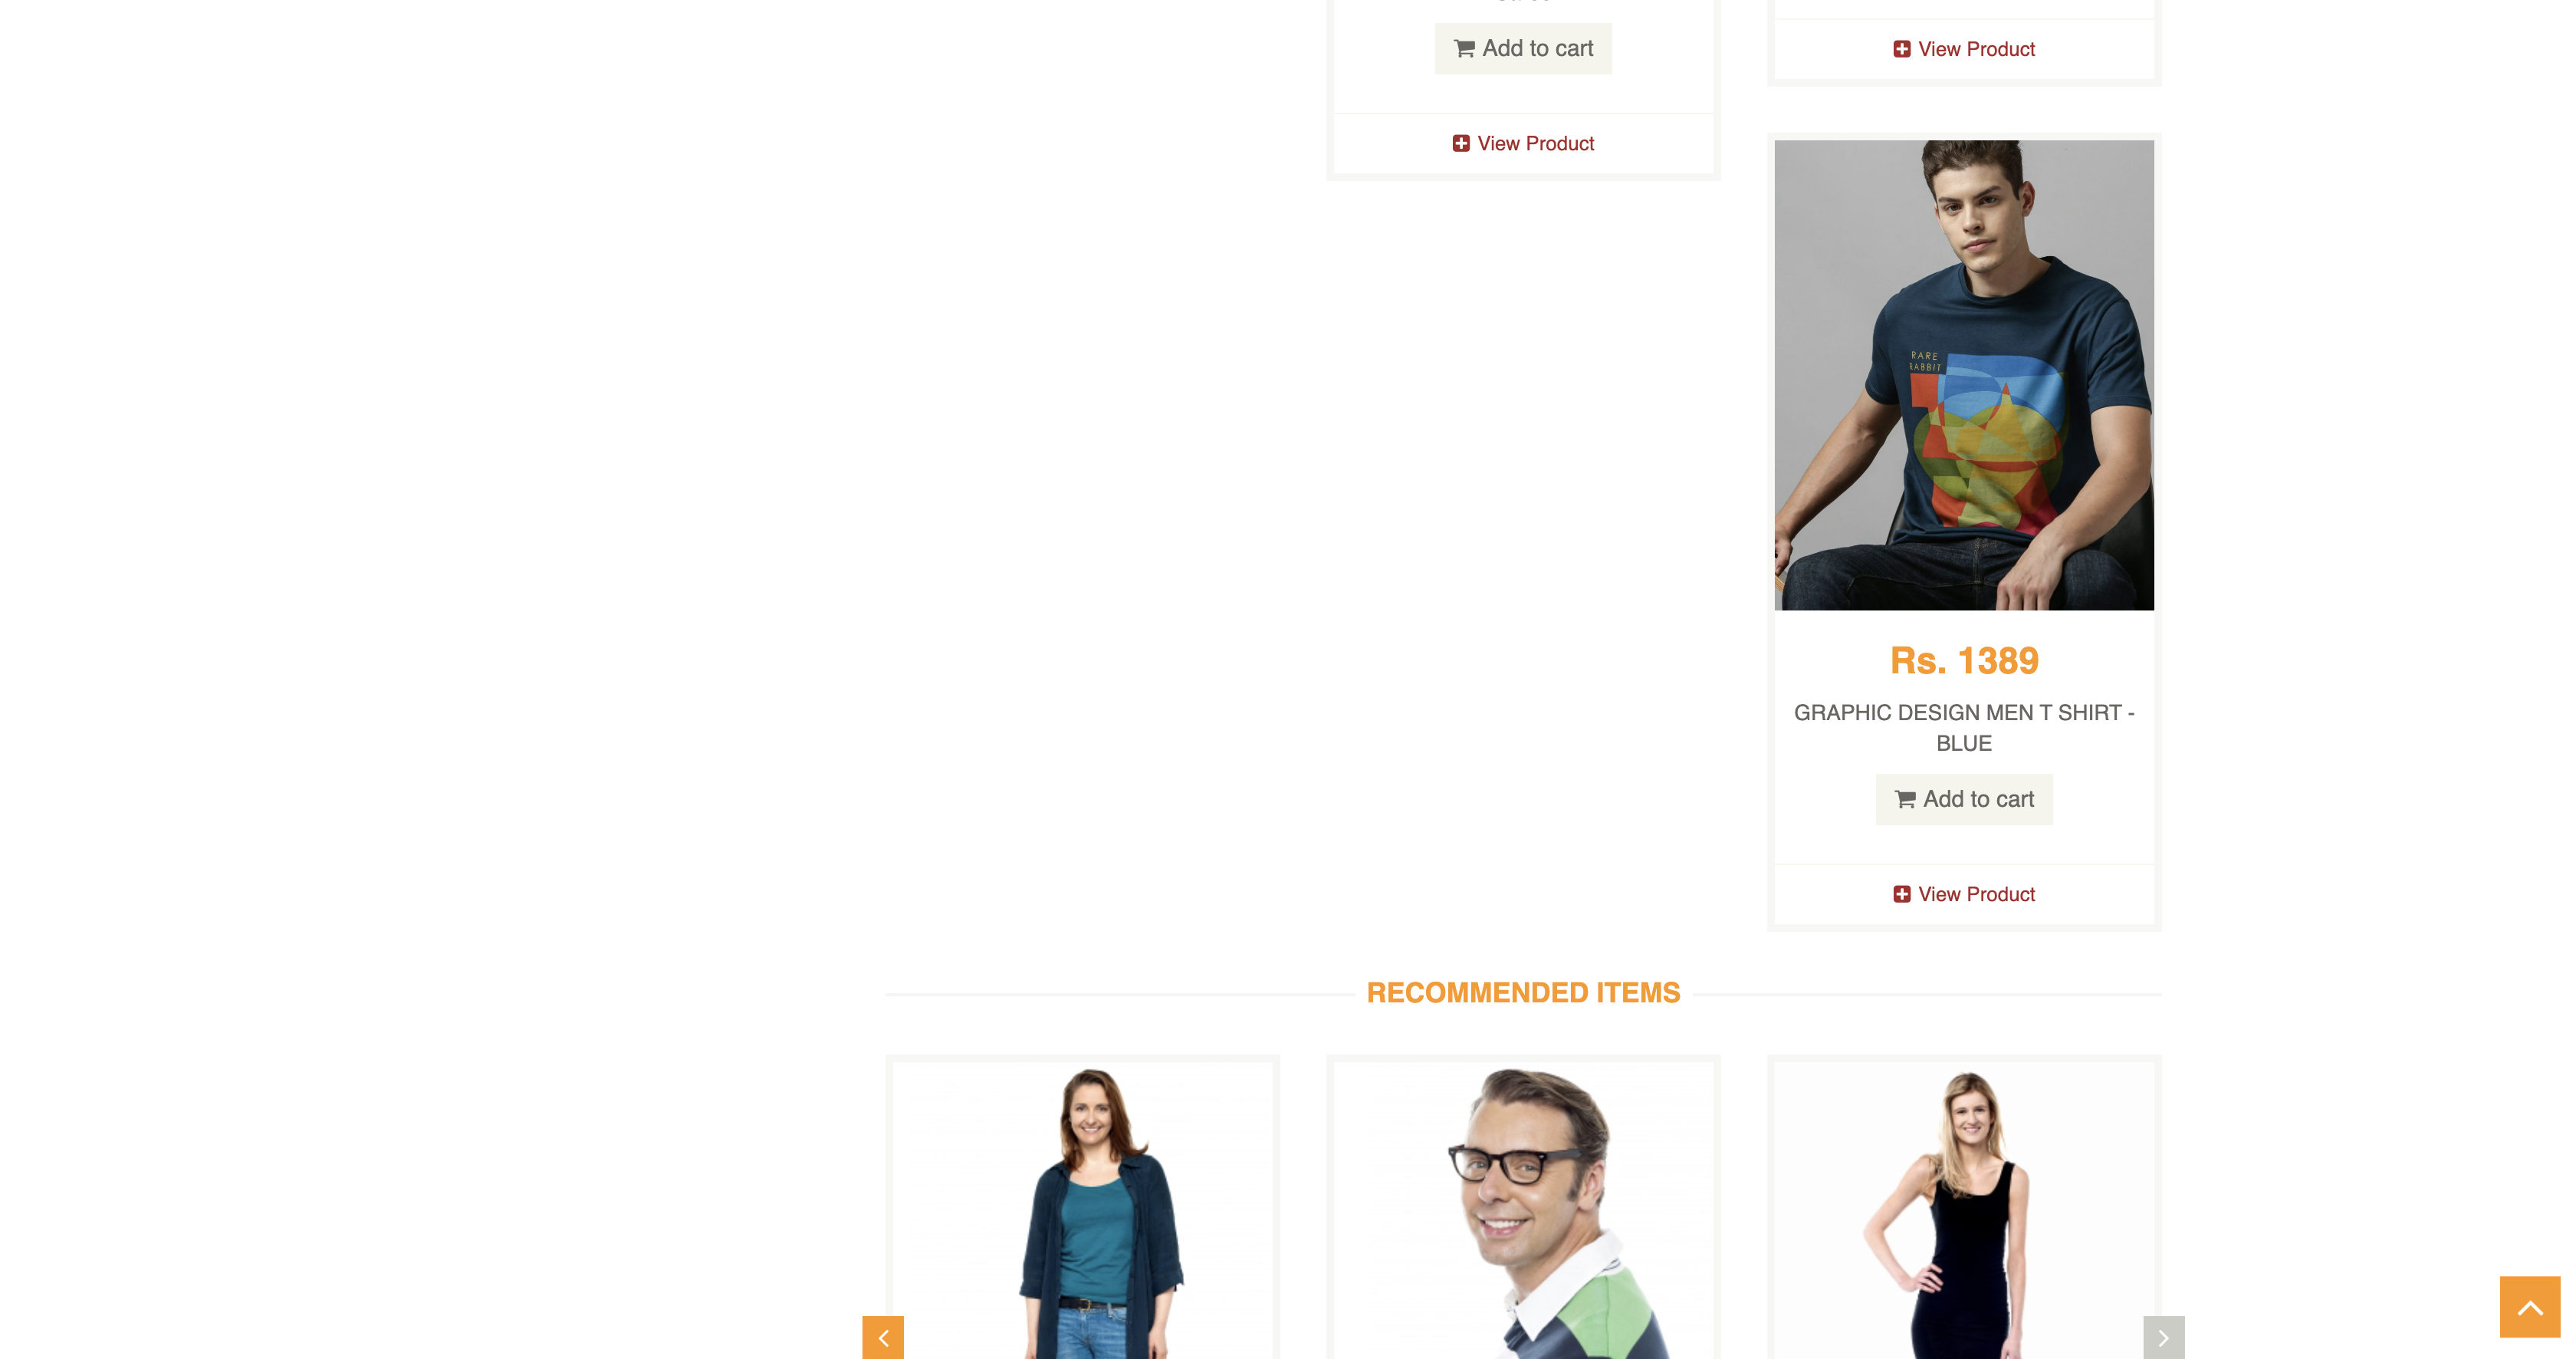 Add to cart
View Product
View Product
RARE
RABBIT
Rs. 1389
GRAPHIC DESIGN MEN T SHIRT -
BLUE
Add to cart
View Product
RECOMMENDED ITEMS